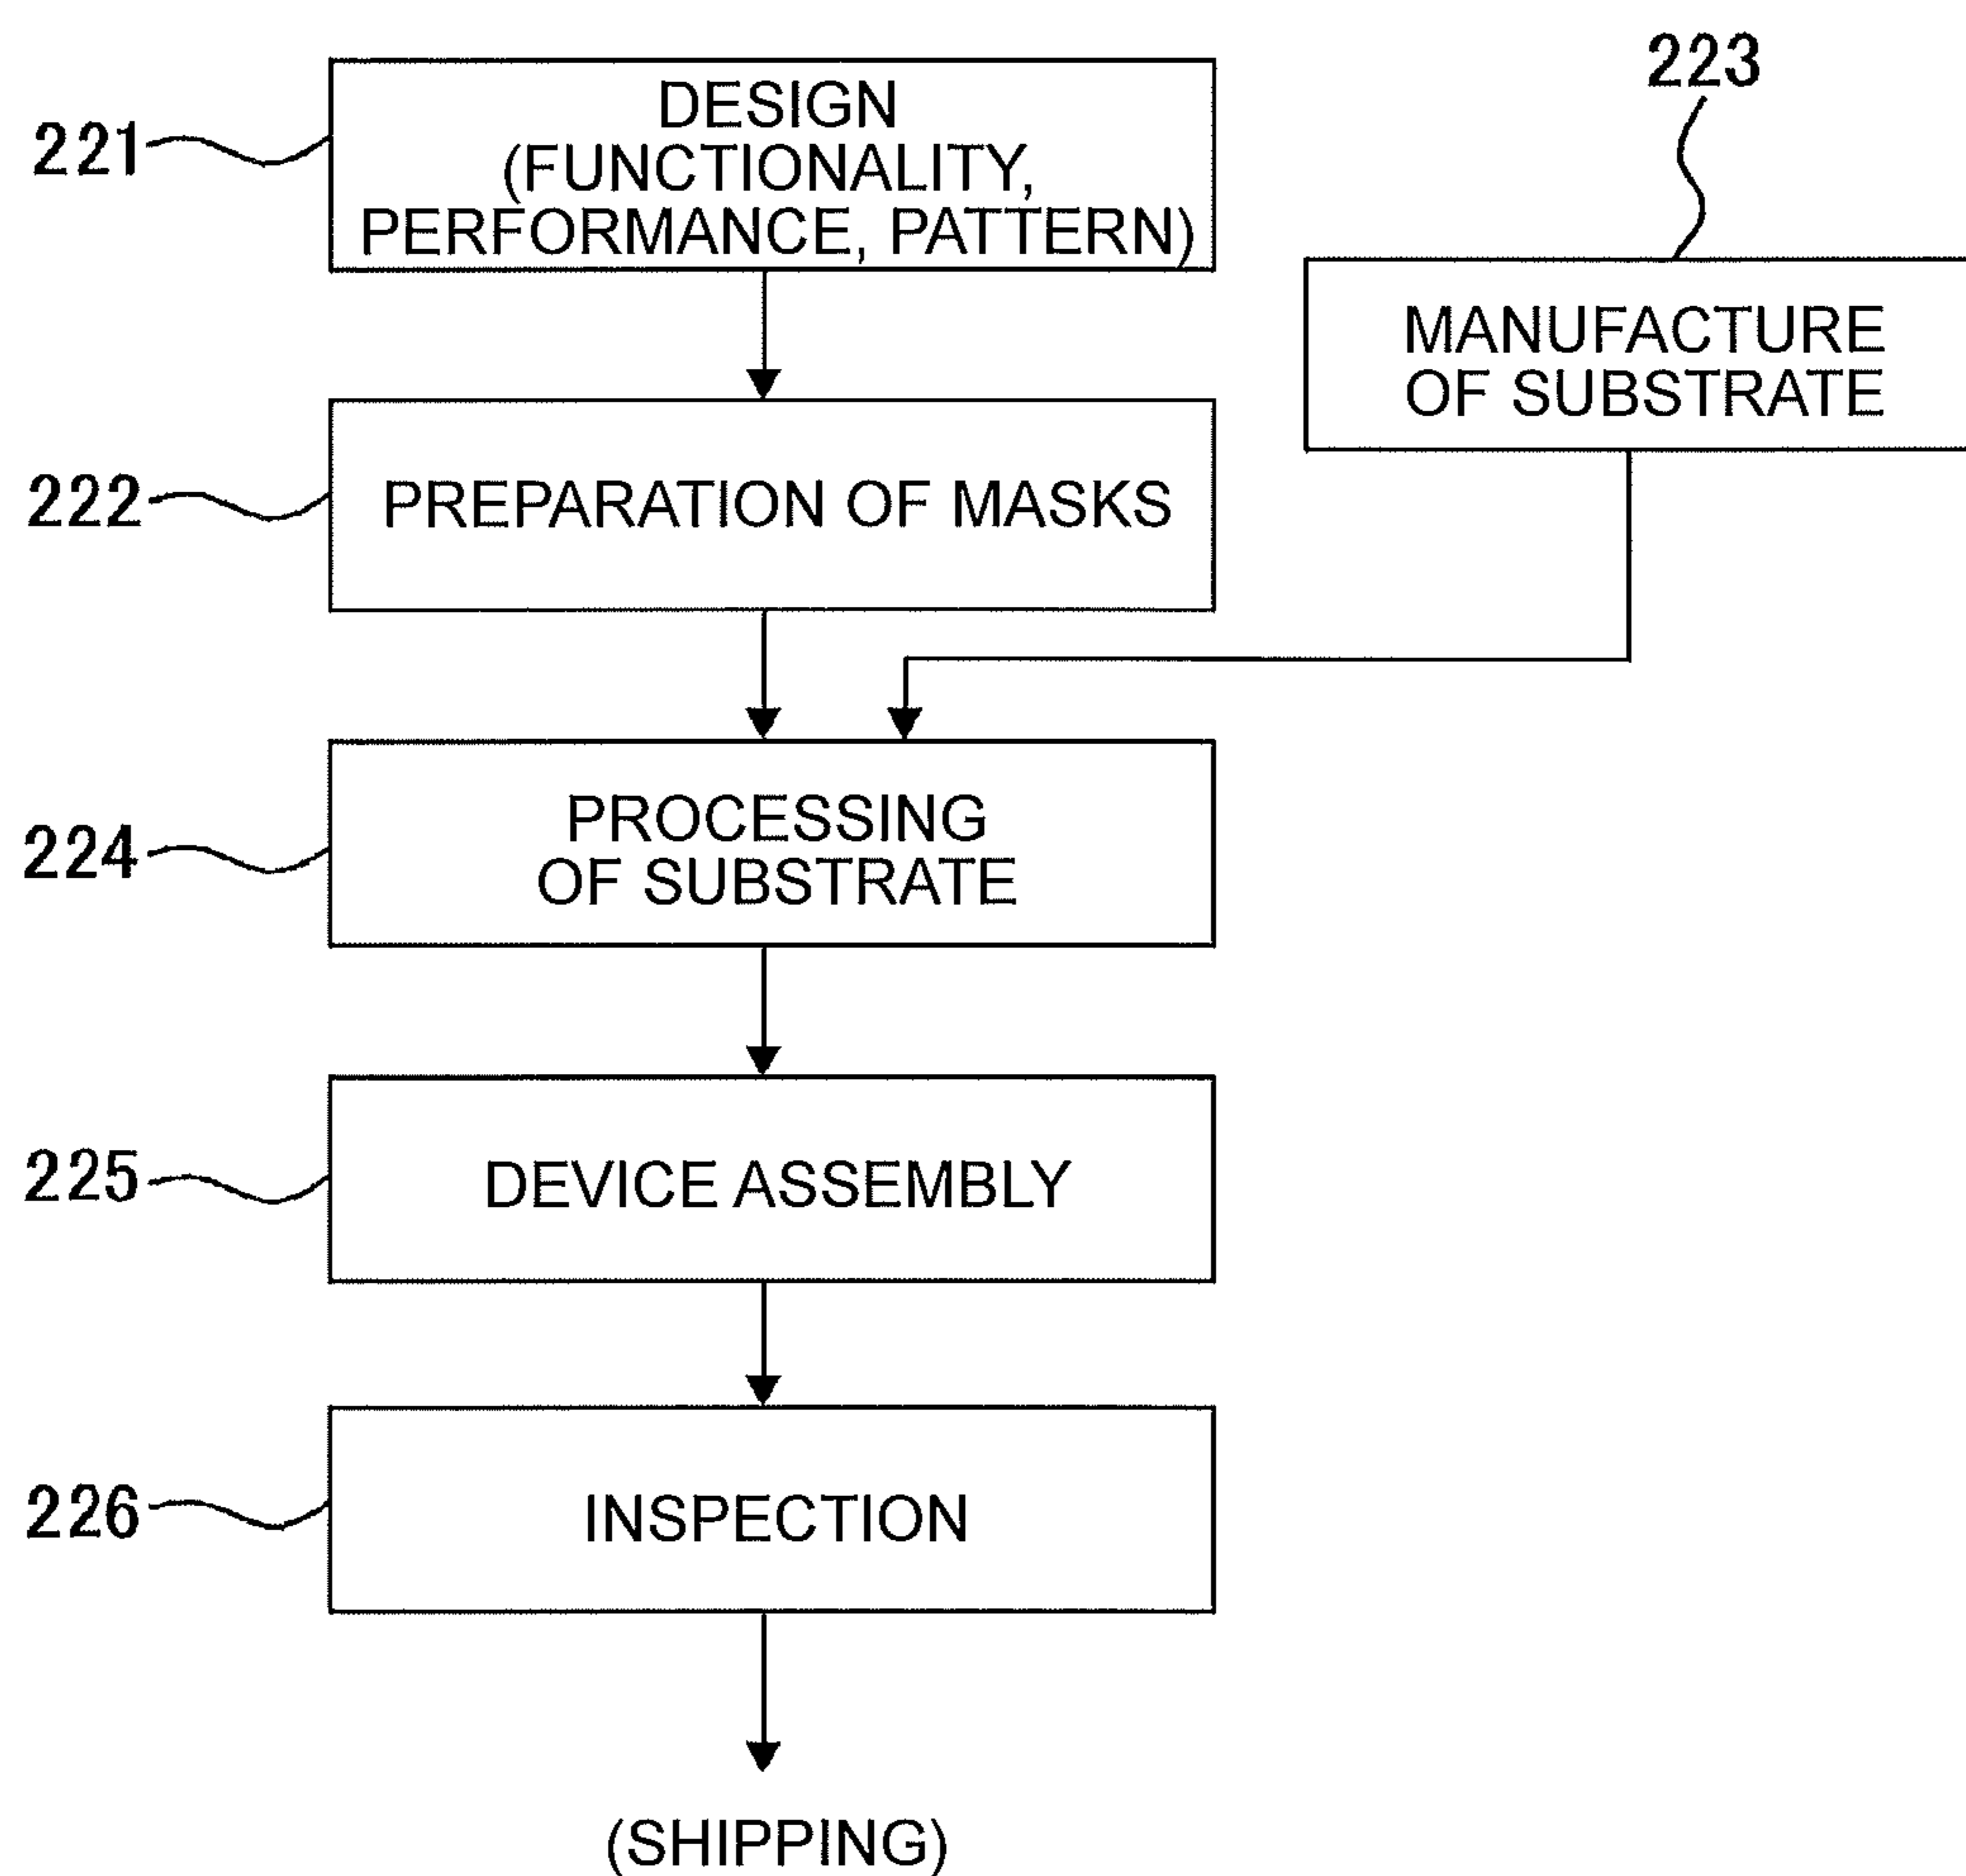 221
DESIGN
(FUNCTIONALITY,
PERFORMANCE, PATTERN)
223
MANUFACTURE
OF SUBSTRATE
222
PREPARATION OF MASKS
224
PROCESSING
OF SUBSTRATE
225
DEVICE ASSEMBLY
226
INSPECTION
(SHIPPING)